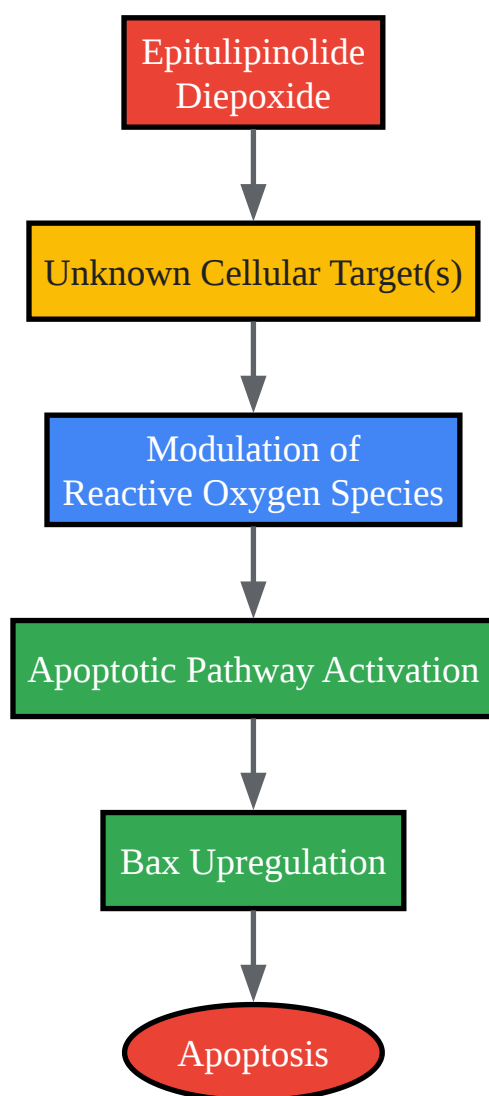 Epitulipinolide
Diepoxide
Unknown Cellular Target(s)
Modulation of
Reactive Oxygen Species
Apoptotic Pathway Activation
Bax Upregulation
Apoptosis